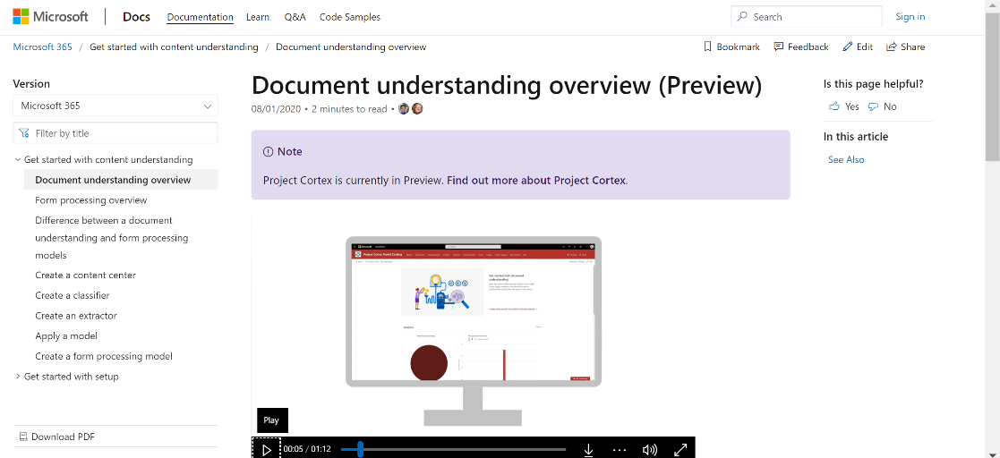 Microsoft
Docs
Documentation
Learn
Q&A
Code Samples
Search
Sign in
Microsoft 365 / Get started with content understanding / Document understanding overview
Bookmark
Feedback
Edit
Share
Version
Microsoft 365
Filter by title
Get started with content understanding
Document understanding overview
Form processing overview
Difference between a document
understanding and form processing
models
Create a content center
Create a classifier
Create an extractor
Apply a model
Create a form processing model
Get started with setup
Download PDF
Document understanding overview (Preview)
08/01/2020 • 2 minutes to read •
Note
Project Cortex is currently in Preview. Find out more about Project Cortex.
Play
00:05 / 01:12
Is this page helpful?
Yes
No
In this article
See Also